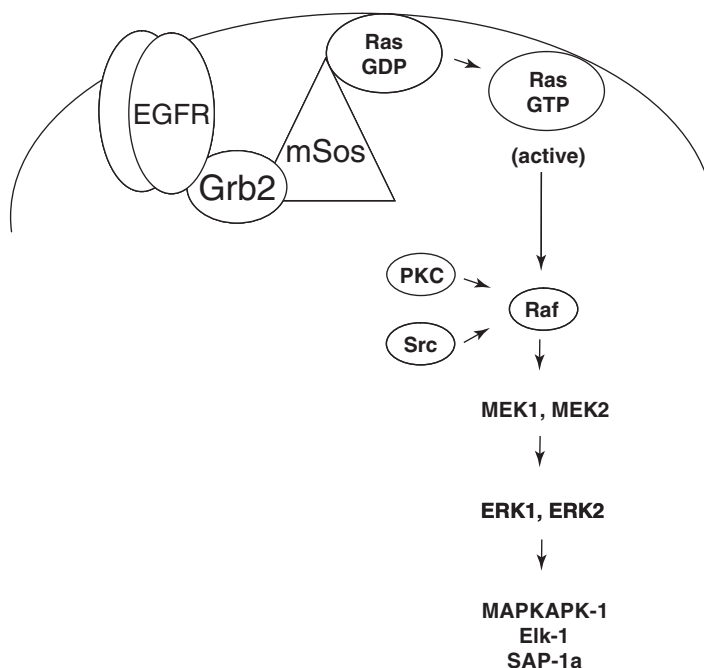 Ras
GDP
Ras
GTP
EGFR
mSos
Grb2
(active)
PKC
Raf
Src
MEK1, MEK2
ERK1, ERK2
MAPKAPK-1
Elk-1
SAP-1a